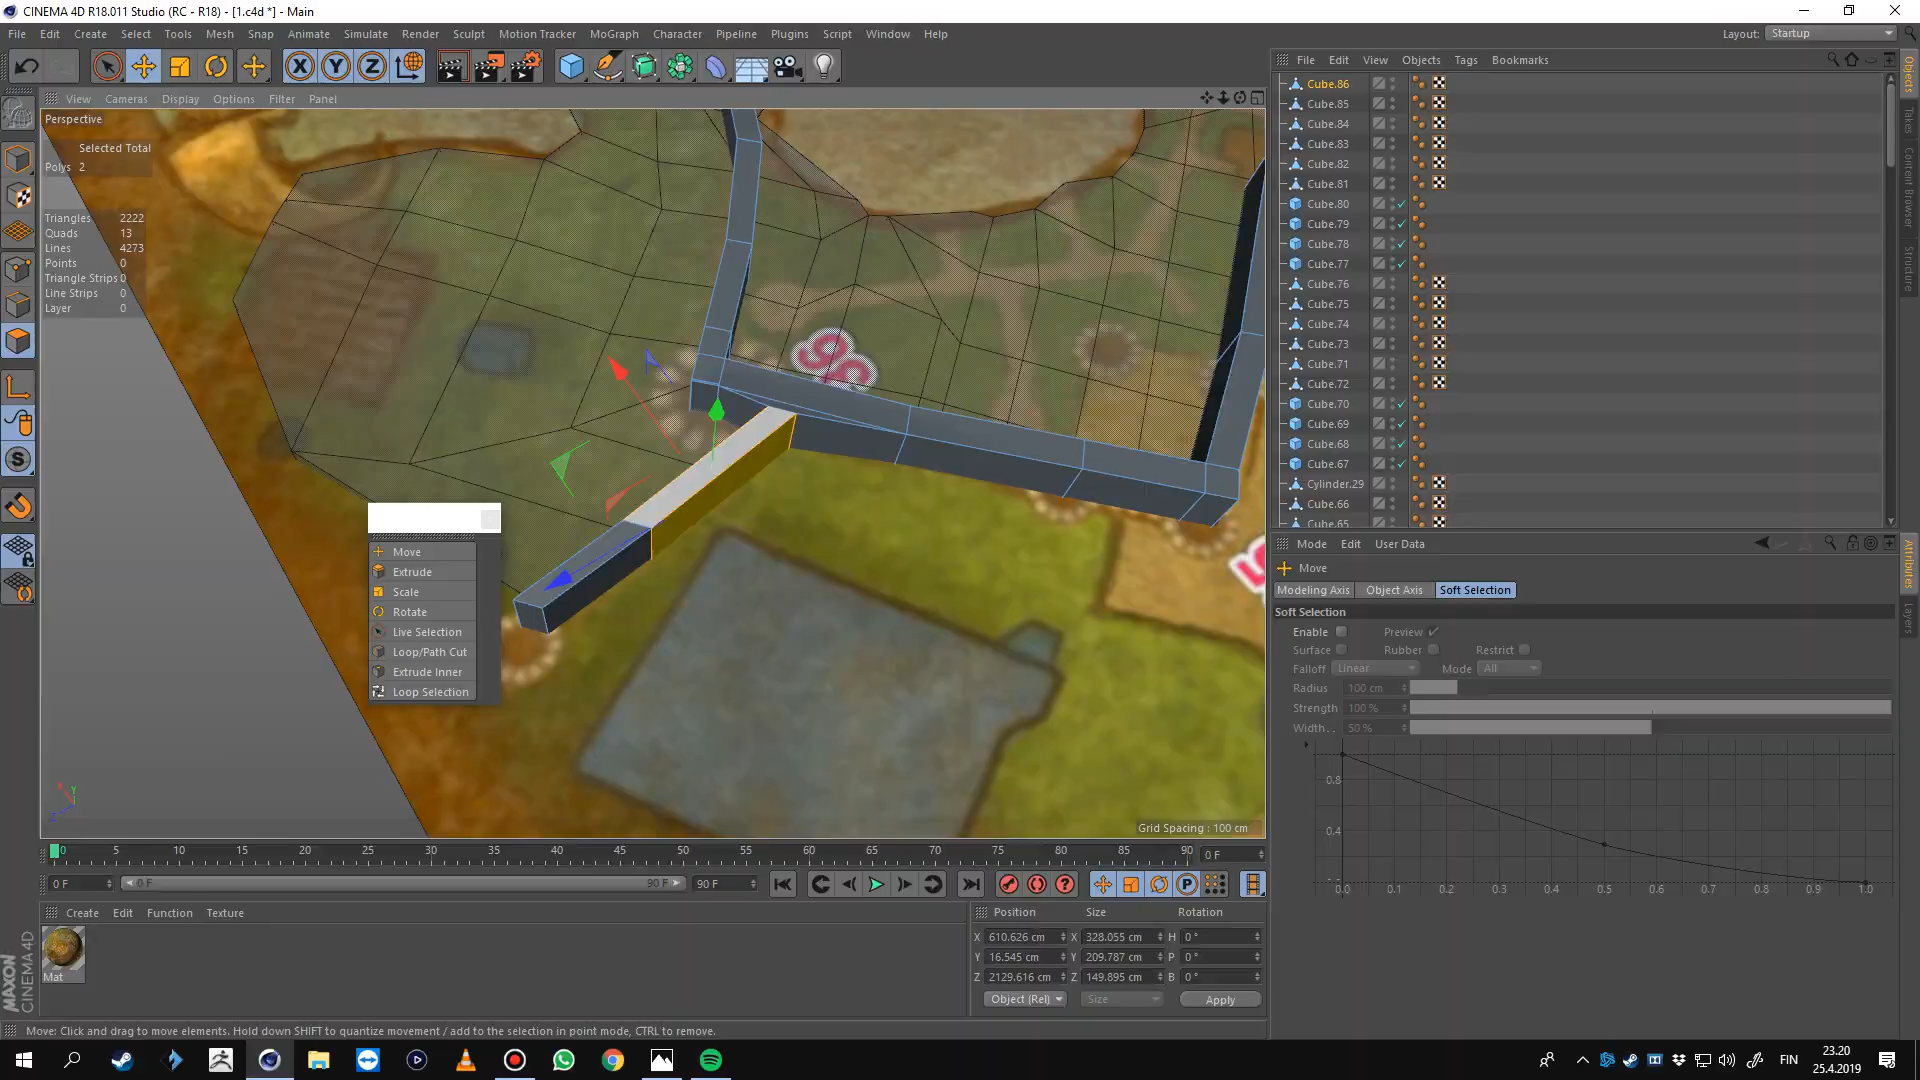 CINEMA 4D R18.011 Studio (RC - R18) - [1.c4d *] - Main
File Edit Create Select Tools Mesh Snap Animate Simulate Render Sculpt Motion Tracker MoGraph Character Pipeline Plugins Script Window Help
Layout: Startup
X Y Z
File Edit View Objects Tags Bookmarks
View Cameras Display Options Filter Panel
Perspective
Selected Total
Polys 2
Triangles 2222
Quads 13
Lines 4273
Points 0
Triangle Strips 0
Line Strips 0
Layer 0
Move
Extrude
Scale
Rotate
Live Selection
Loop/Path Cut
Extrude Inner
Loop Selection
Grid Spacing : 100 cm
Cube.86
Cube.85
Cube.84
Cube.83
Cube.82
Cube.81
Cube.80
Cube.79
Cube.78
Cube.77
Cube.76
Cube.75
Cube.74
Cube.73
Cube.71
Cube.72
Cube.70
Cube.69
Cube.68
Cube.67
Cylinder.29
Cube.66
Cube.65
Objects
Takes
Content Browser
Structure
Mode Edit User Data
Move
Modeling Axis Object Axis Soft Selection
Soft Selection
Enable Preview
Surface Rubber Restrict
Falloff Linear Mode All
Radius 100 cm
Strength 100 %
Width.. 50 %
0.8
0.4
0.0 0.1 0.2 0.3 0.4 0.5 0.6 0.7 0.8 0.9 1.0
Attributes
Layers
0 5 10 15 20 25 30 35 40 45 50 55 60 65 70 75 80 85 90 0 F
0 F 0 F 90 F 90 F
Create Edit Function Texture
Mat
Position Size Rotation
X 610.626 cm X 328.055 cm H 0 °
Y 16.545 cm Y 209.787 cm P 0 °
Z 2129.616 cm Z 149.895 cm B 0 °
Object (Rel) Size Apply
MAXON
CINEMA 4D
Move: Click and drag to move elements. Hold down SHIFT to quantize movement / add to the selection in point mode, CTRL to remove.
FIN
23.20
25.4.2019